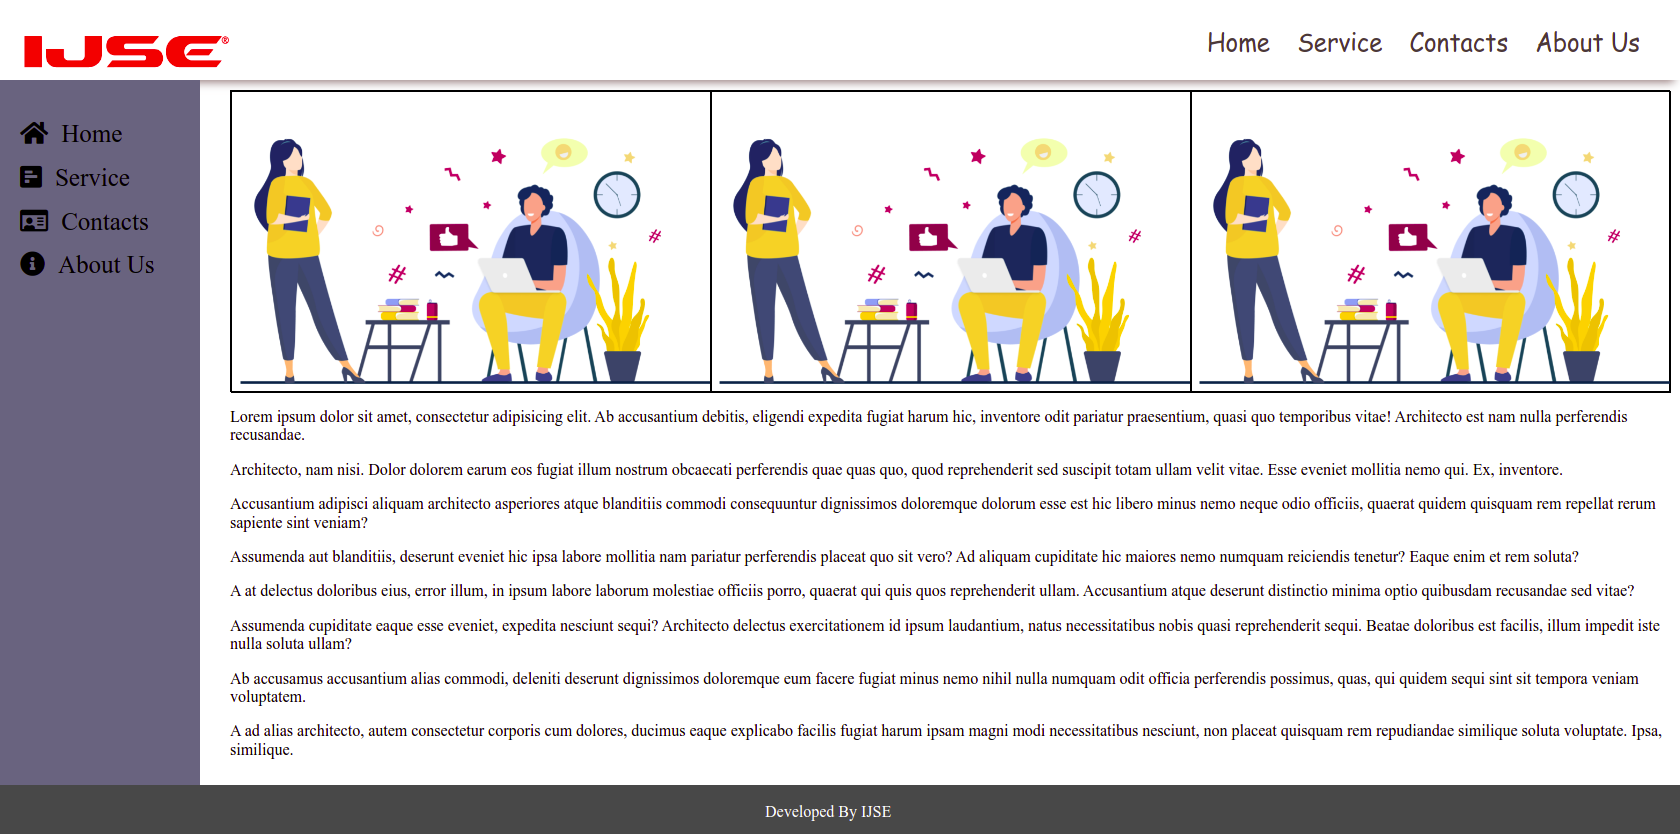 IJSE®
Home Service Contacts About Us
Home
Service
Contacts
About Us
#
#
#
#
#
#
Lorem ipsum dolor sit amet, consectetur adipisicing elit. Ab accusantium debitis, eligendi expedita fugiat harum hic, inventore odit pariatur praesentium, quasi quo temporibus vitae! Architecto est nam nulla perferendis
recusandae.
Architecto, nam nisi. Dolor dolorem earum eos fugiat illum nostrum obcaecati perferendis quae quas quo, quod reprehenderit sed suscipit totam ullam velit vitae. Esse eveniet mollitia nemo qui. Ex, inventore.
Accusantium adipisci aliquam architecto asperiores atque blanditiis commodi consequuntur dignissimos doloremque dolorum esse est hic libero minus nemo neque odio officiis, quaerat quidem quisquam rem repellat rerum
sapiente sint veniam?
Assumenda aut blanditiis, deserunt eveniet hic ipsa labore mollitia nam pariatur perferendis placeat quo sit vero? Ad aliquam cupiditate hic maiores nemo numquam reiciendis tenetur? Eaque enim et rem soluta?
A at delectus doloribus eius, error illum, in ipsum labore laborum molestiae officiis porro, quaerat qui quis quos reprehenderit ullam. Accusantium atque deserunt distinctio minima optio quibusdam recusandae sed vitae?
Assumenda cupiditate eaque esse eveniet, expedita nesciunt sequi? Architecto delectus exercitationem id ipsum laudantium, natus necessitatibus nobis quasi reprehenderit sequi. Beatae doloribus est facilis, illum impedit iste
nulla soluta ullam?
Ab accusamus accusantium alias commodi, deleniti deserunt dignissimos doloremque eum facere fugiat minus nemo nihil nulla numquam odit officia perferendis possimus, quas, qui quidem sequi sint sit tempora veniam
voluptatem.
A ad alias architecto, autem consectetur corporis cum dolores, ducimus eaque explicabo facilis fugiat harum ipsam magni modi necessitatibus nesciunt, non placeat quisquam rem repudiandae similique soluta voluptate. Ipsa,
similique.
Developed By IJSE